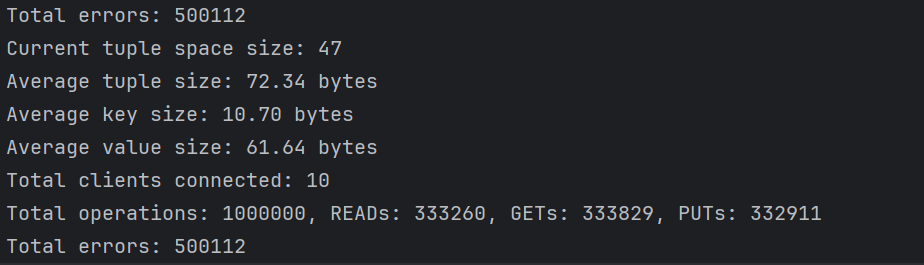 Total errors: 500112
Current tuple space size: 47
Average tuple size: 72.34 bytes
Average key size: 10.70 bytes
Average value size: 61.64 bytes
Total clients connected: 10
Total operations: 1000000, READs: 333260, GETs: 333829, PUTs: 332911
Total errors: 500112